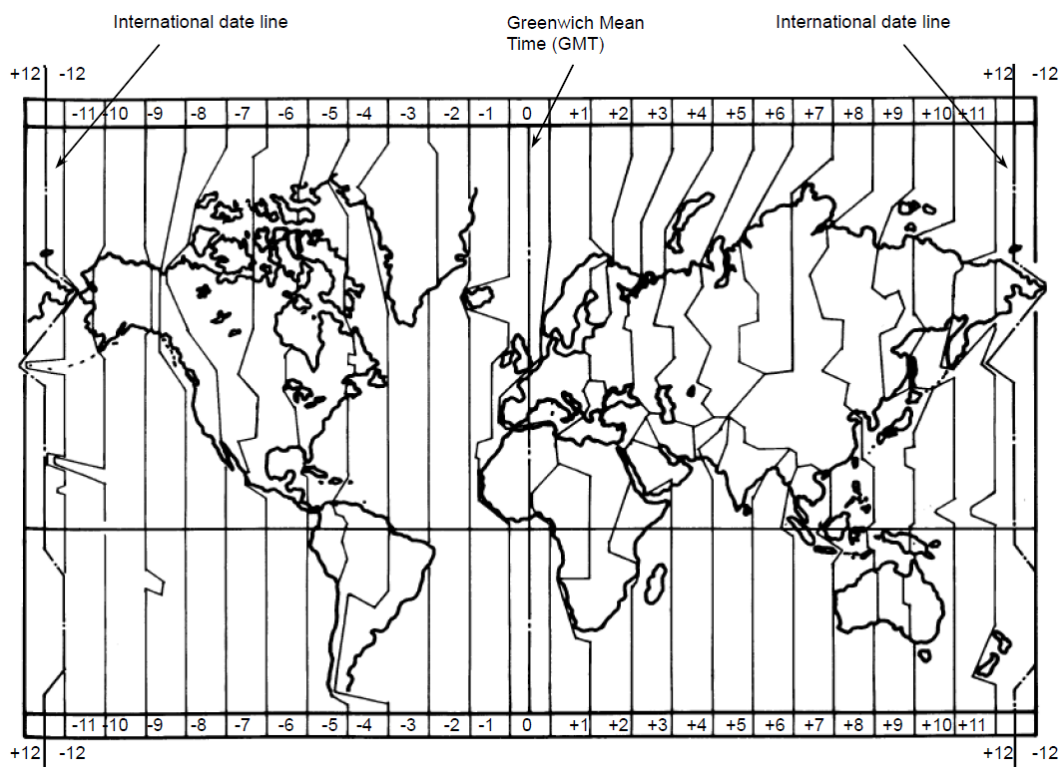 International date line
Greenwich Mean
Time (GMT)
International date line
+12 -12
+12 -12
-11 -10 -9 -8 -7 -6 -5 -4 -3 -2 -1 0 +1 +2 +3 +4 +5 +6 +7 +8 +9 +10 +11
-11 -10 -9 -8 -7 -6 -5 -4 -3 -2 -1 0 +1 +2 +3 +4 +5 +6 +7 +8 +9 +10 +11
+12 -12
+12 -12